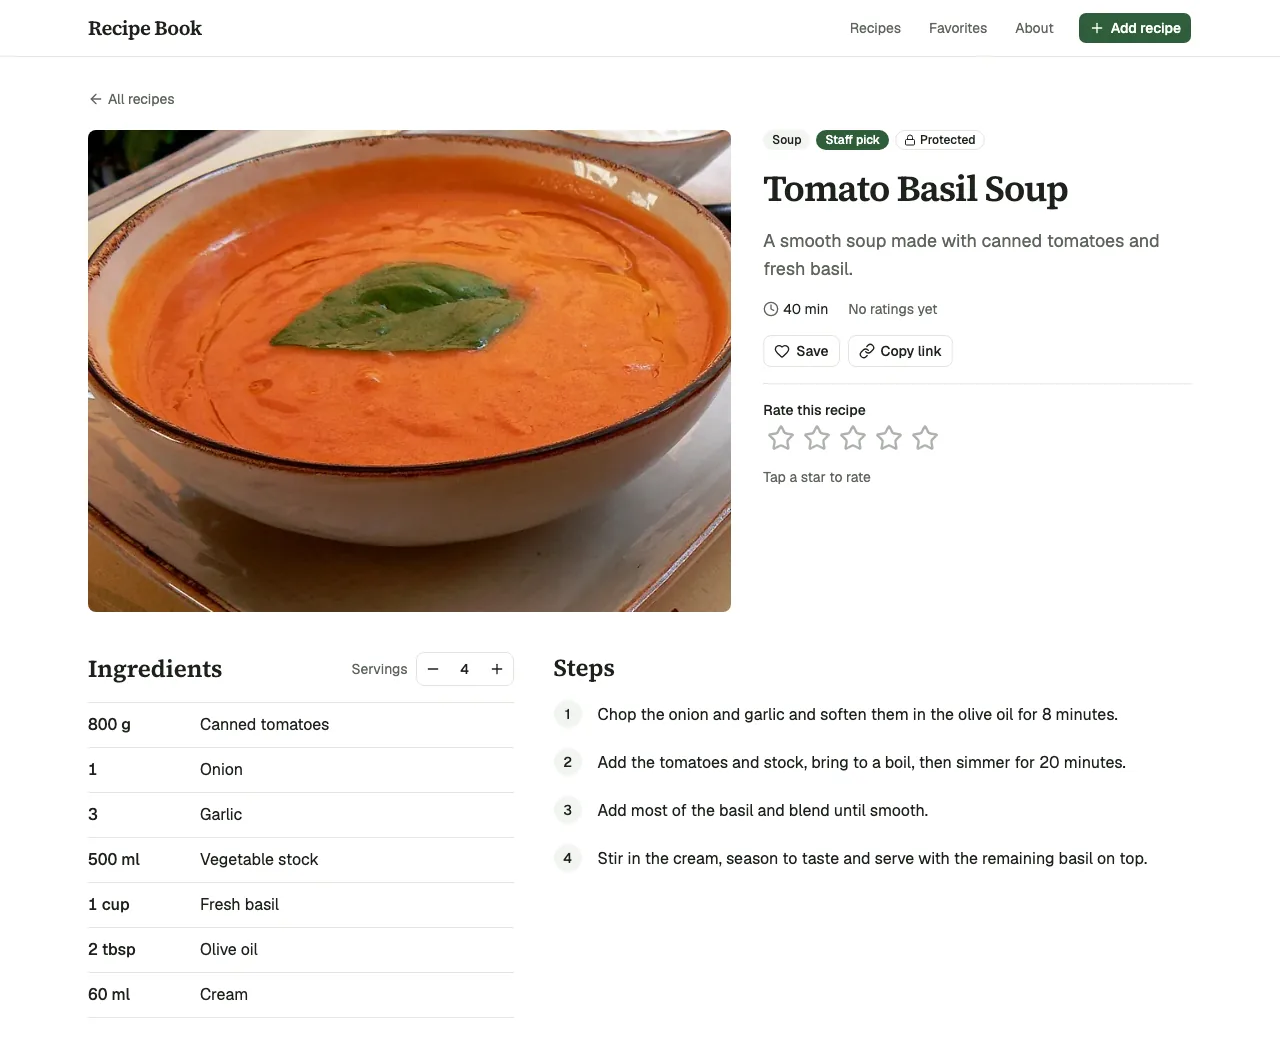 Recipe Book
Recipes
Favorites
About
Add recipe
All recipes
Soup
Staff pick
Protected
Tomato Basil Soup
A smooth soup made with canned tomatoes and
fresh basil.
40 min
No ratings yet
Save
Copy link
Rate this recipe
Tap a star to rate
Ingredients
Servings
4
800 g Canned tomatoes
1 Onion
3 Garlic
500 ml Vegetable stock
1 cup Fresh basil
2 tbsp Olive oil
60 ml Cream
Steps
1 Chop the onion and garlic and soften them in the olive oil for 8 minutes.
2 Add the tomatoes and stock, bring to a boil, then simmer for 20 minutes.
3 Add most of the basil and blend until smooth.
4 Stir in the cream, season to taste and serve with the remaining basil on top.